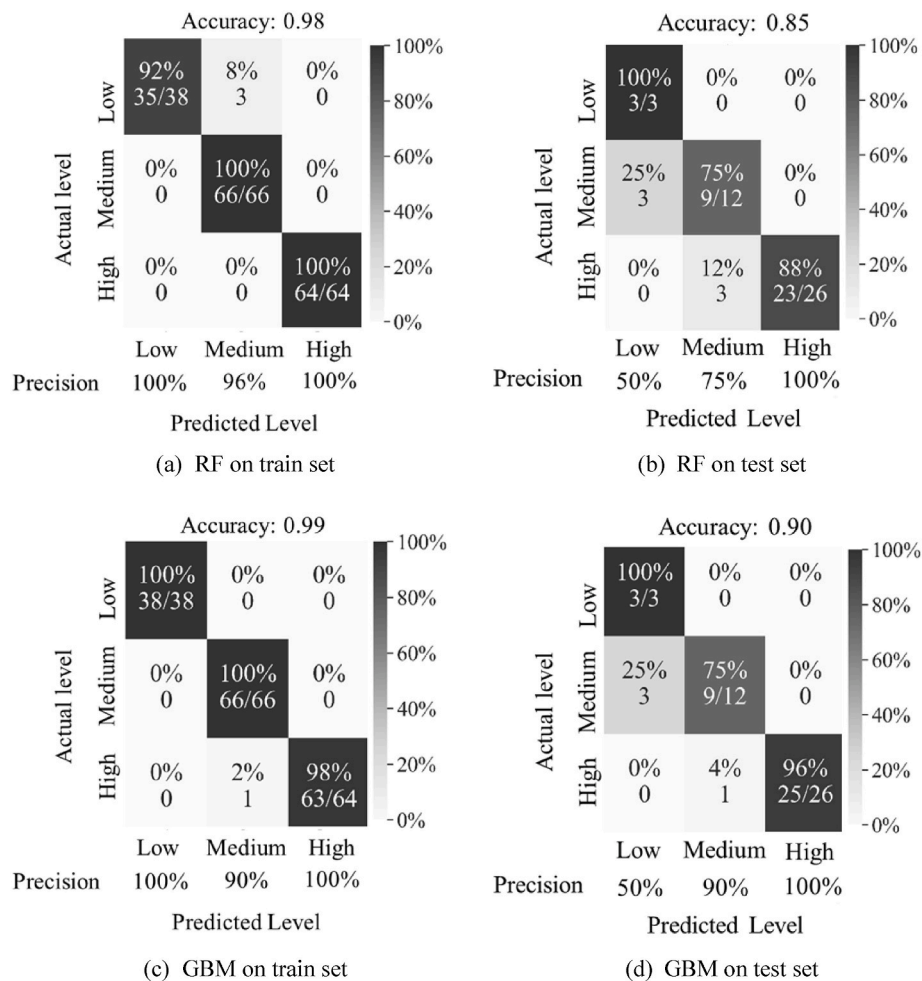 Accuracy: 0.98
92% 8% 0%
35/38 3 0
0% 100% 0%
0 66/66 0
0% 0% 100%
0 0 64/64
Low
Medium
High
Actual level
100%
80%
60%
40%
20%
0%
Low Medium High
Precision 100% 96% 100%
Predicted Level
(a) RF on train set
Accuracy: 0.85
100% 0% 0%
3/3 0 0
25% 75% 0%
3 9/12 0
0% 12% 88%
0 3 23/26
Low
Medium
High
Actual level
100%
80%
60%
40%
20%
0%
Low Medium High
Precision 50% 75% 100%
Predicted Level
(b) RF on test set
Accuracy: 0.99
100% 0% 0%
38/38 0 0
0% 100% 0%
0 66/66 0
0% 2% 98%
0 1 63/64
Low
Medium
High
Actual level
100%
80%
60%
40%
20%
0%
Low Medium High
Precision 100% 90% 100%
Predicted Level
(c) GBM on train set
Accuracy: 0.90
100% 0% 0%
3/3 0 0
25% 75% 0%
3 9/12 0
0% 4% 96%
0 1 25/26
Low
Medium
High
Actual level
100%
80%
60%
40%
20%
0%
Low Medium High
Precision 50% 90% 100%
Predicted Level
(d) GBM on test set